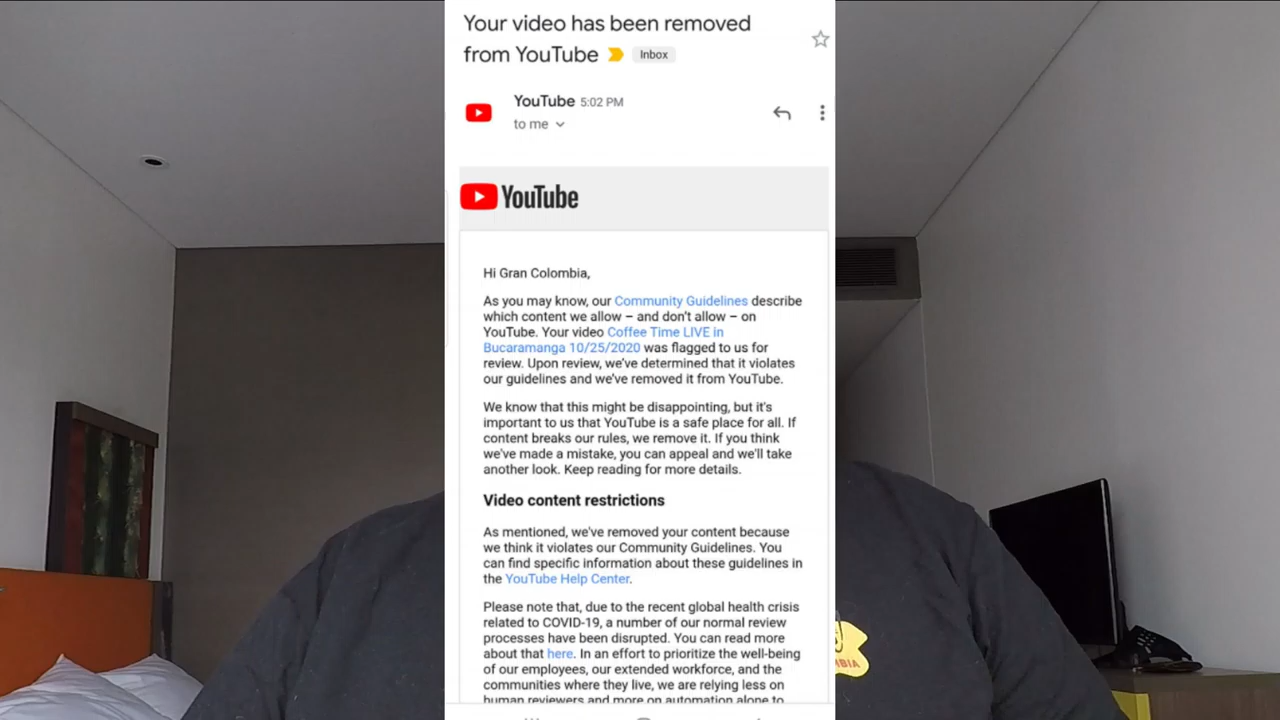 Your video has been removed
from YouTube
Inbox
YouTube 5:02 PM
to me
YouTube
Hi Gran Colombia,
As you may know, our Community Guidelines describe
which content we allow – and don't allow – on
YouTube. Your video Coffee Time LIVE in
Bucaramanga 10/25/2020 was flagged to us for
review. Upon review, we've determined that it violates
our guidelines and we've removed it from YouTube.
We know that this might be disappointing, but it's
important to us that YouTube is a safe place for all. If
content breaks our rules, we remove it. If you think
we've made a mistake, you can appeal and we'll take
another look. Keep reading for more details.
Video content restrictions
As mentioned, we've removed your content because
we think it violates our Community Guidelines. You
can find specific information about these guidelines in
the YouTube Help Center.
Please note that, due to the recent global health crisis
related to COVID-19, a number of our normal review
processes have been disrupted. You can read more
about that here. In an effort to prioritize the well-being
of our employees, our extended workforce, and the
communities where they live, we are relying less on
human reviewers and more on automation alone to